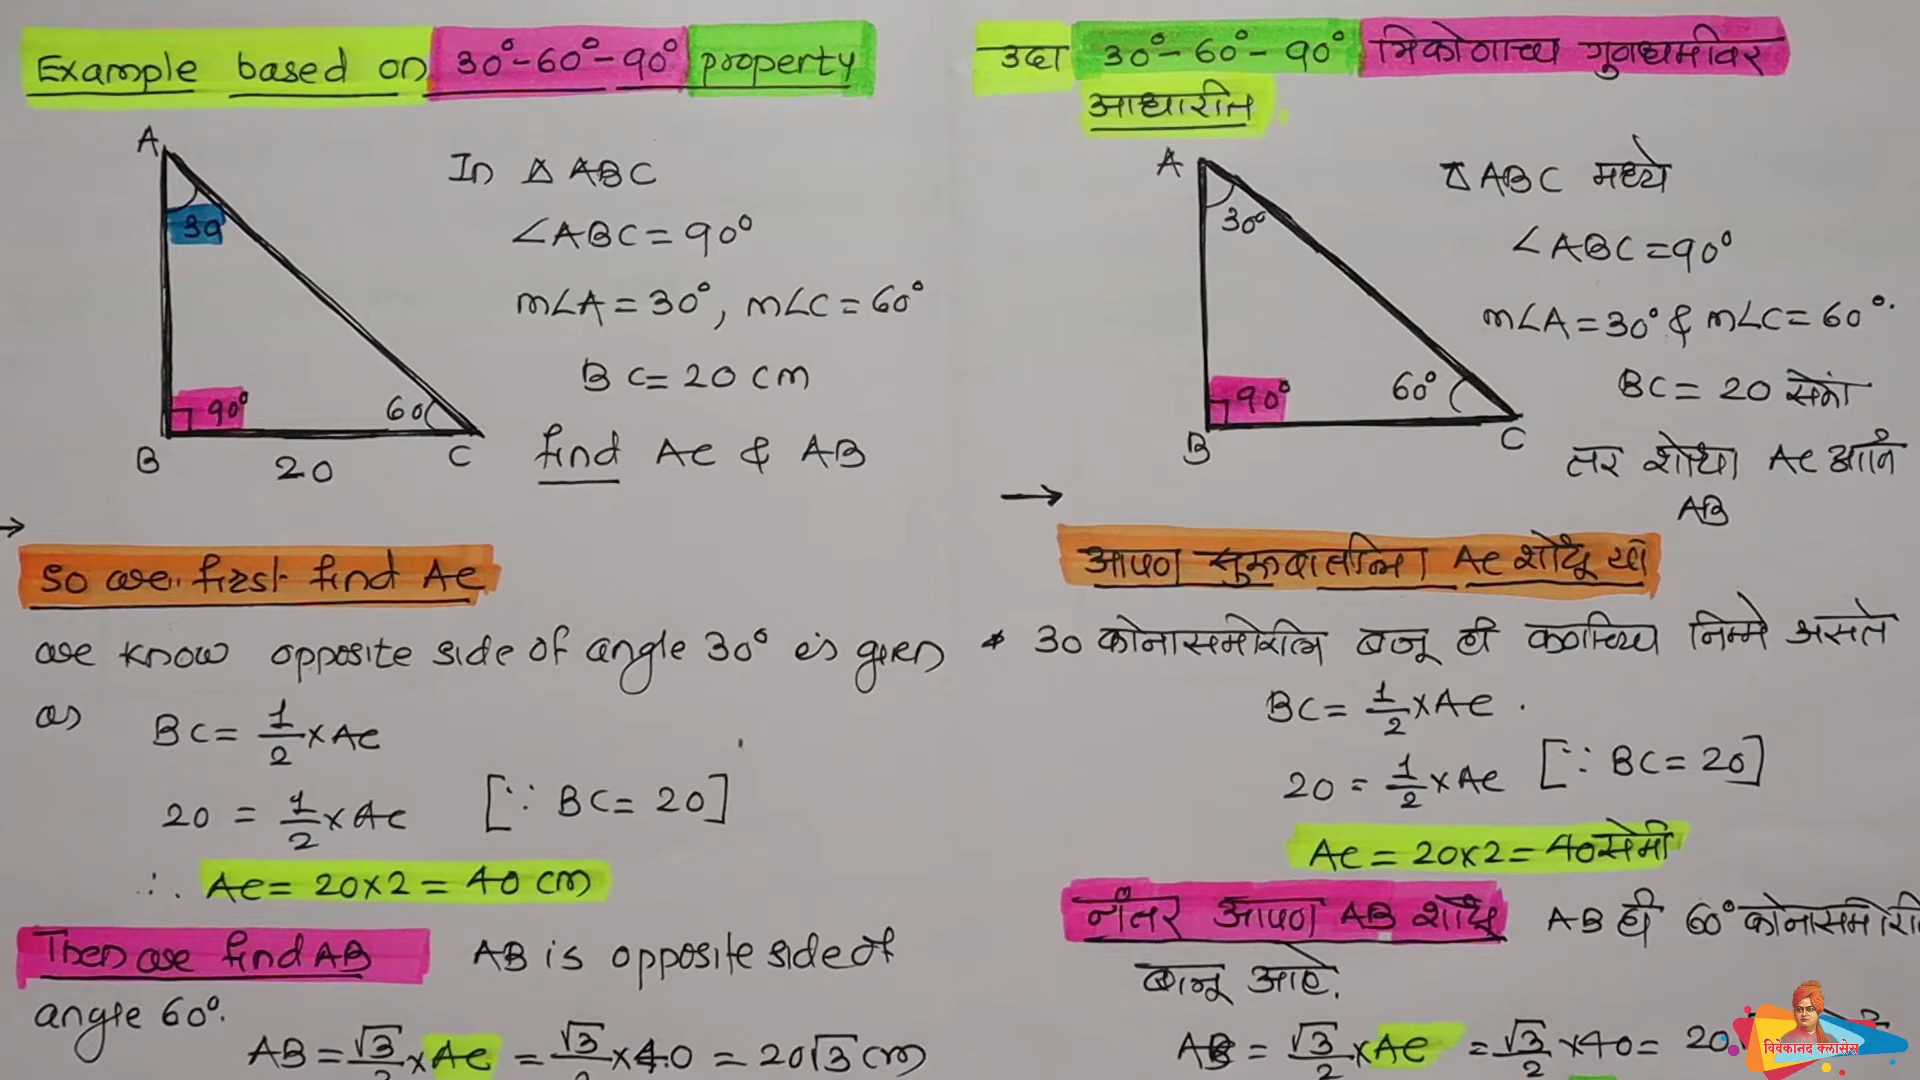 Example based on 30°-60°-90° property
A
30
90°
60
B
20
C
In △ ABC
∠ABC = 90°
m∠A = 30°, m∠C = 60°
BC = 20 cm
find AC & AB
→
So we first find AC
we know opposite side of angle 30° is given
as
BC = 1/2 × AC
20 = 1/2 × AC [∵ BC = 20]
∴ AC = 20×2 = 40 cm
Then we find AB AB is opposite side of
angle 60°.
AB = √3/2 × AC = √3/2 × 40 = 20√3 cm
उदा 30°-60°-90° त्रिकोणाच्या गुणधर्मावर
आधारीत
A
30°
90°
60°
B
C
△ ABC मध्ये
∠ABC = 90°
m∠A = 30° & m∠C = 60°.
BC = 20 सेमी
तर शोधा AC आणि
AB
→
आपण सुरुवातीला AC शोधू या
* 30 कोनासमोरील बाजू ही कर्णाच्या निम्मे असते
BC = 1/2 × AC.
20 = 1/2 × AC [∵ BC = 20]
AC = 20×2 = 40 सेमी
नंतर आपण AB शोधू AB ही 60° कोनासमोरी
बाजू आहे.
AB = √3/2 × AC = √3/2 × 40 = 20
विवेकानंद क्लासेस